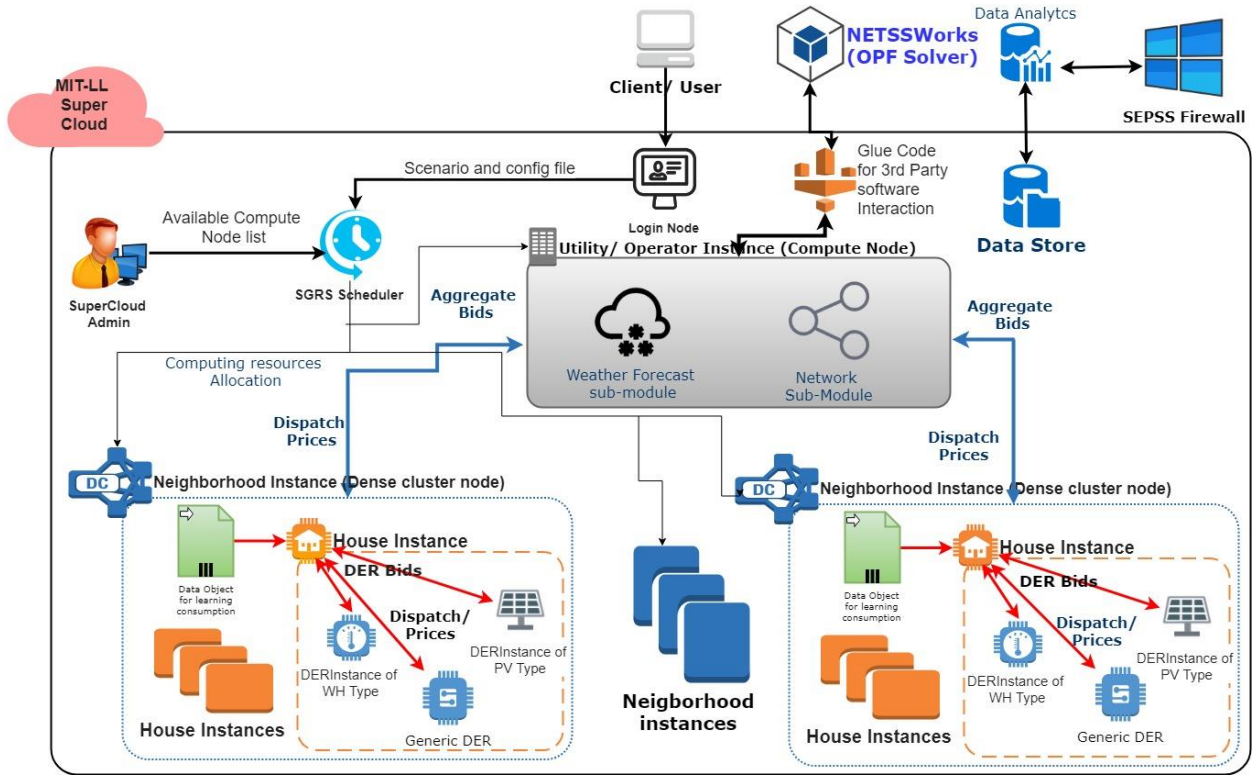 Data Analytcs
NETSSWorks
(OPF Solver)
MIT-LL
Super
Cloud
Client/ User
SEPSS Firewall
Scenario and config file
Glue Code
for 3rd Party
software
Interaction
Login Node
Available Compute
Node list
Data Store
Utility/ Operator Instance (Compute Node)
SuperCloud
Admin
SGRS Scheduler
Aggregate
Bids
Aggregate
Bids
Computing resources
Allocation
Weather Forecast
sub-module
Network
Sub-Module
Dispatch
Prices
Dispatch
Prices
DC
Neighborhood Instance (Dense cluster node)
DC
Neighborhood Instance (Dense cluster node)
House Instance
DER Bids
Data Object
for learning
consumption
Dispatch/
Prices
DERInstance of
PV Type
DERInstance of
WH Type
House Instances
Generic DER
Neigborhood
instances
House Instance
DER Bids
Data Object
for learning
consumption
Dispatch/
Prices
DERInstance of
PV Type
DERInstance of
WH Type
House Instances
Generic DER